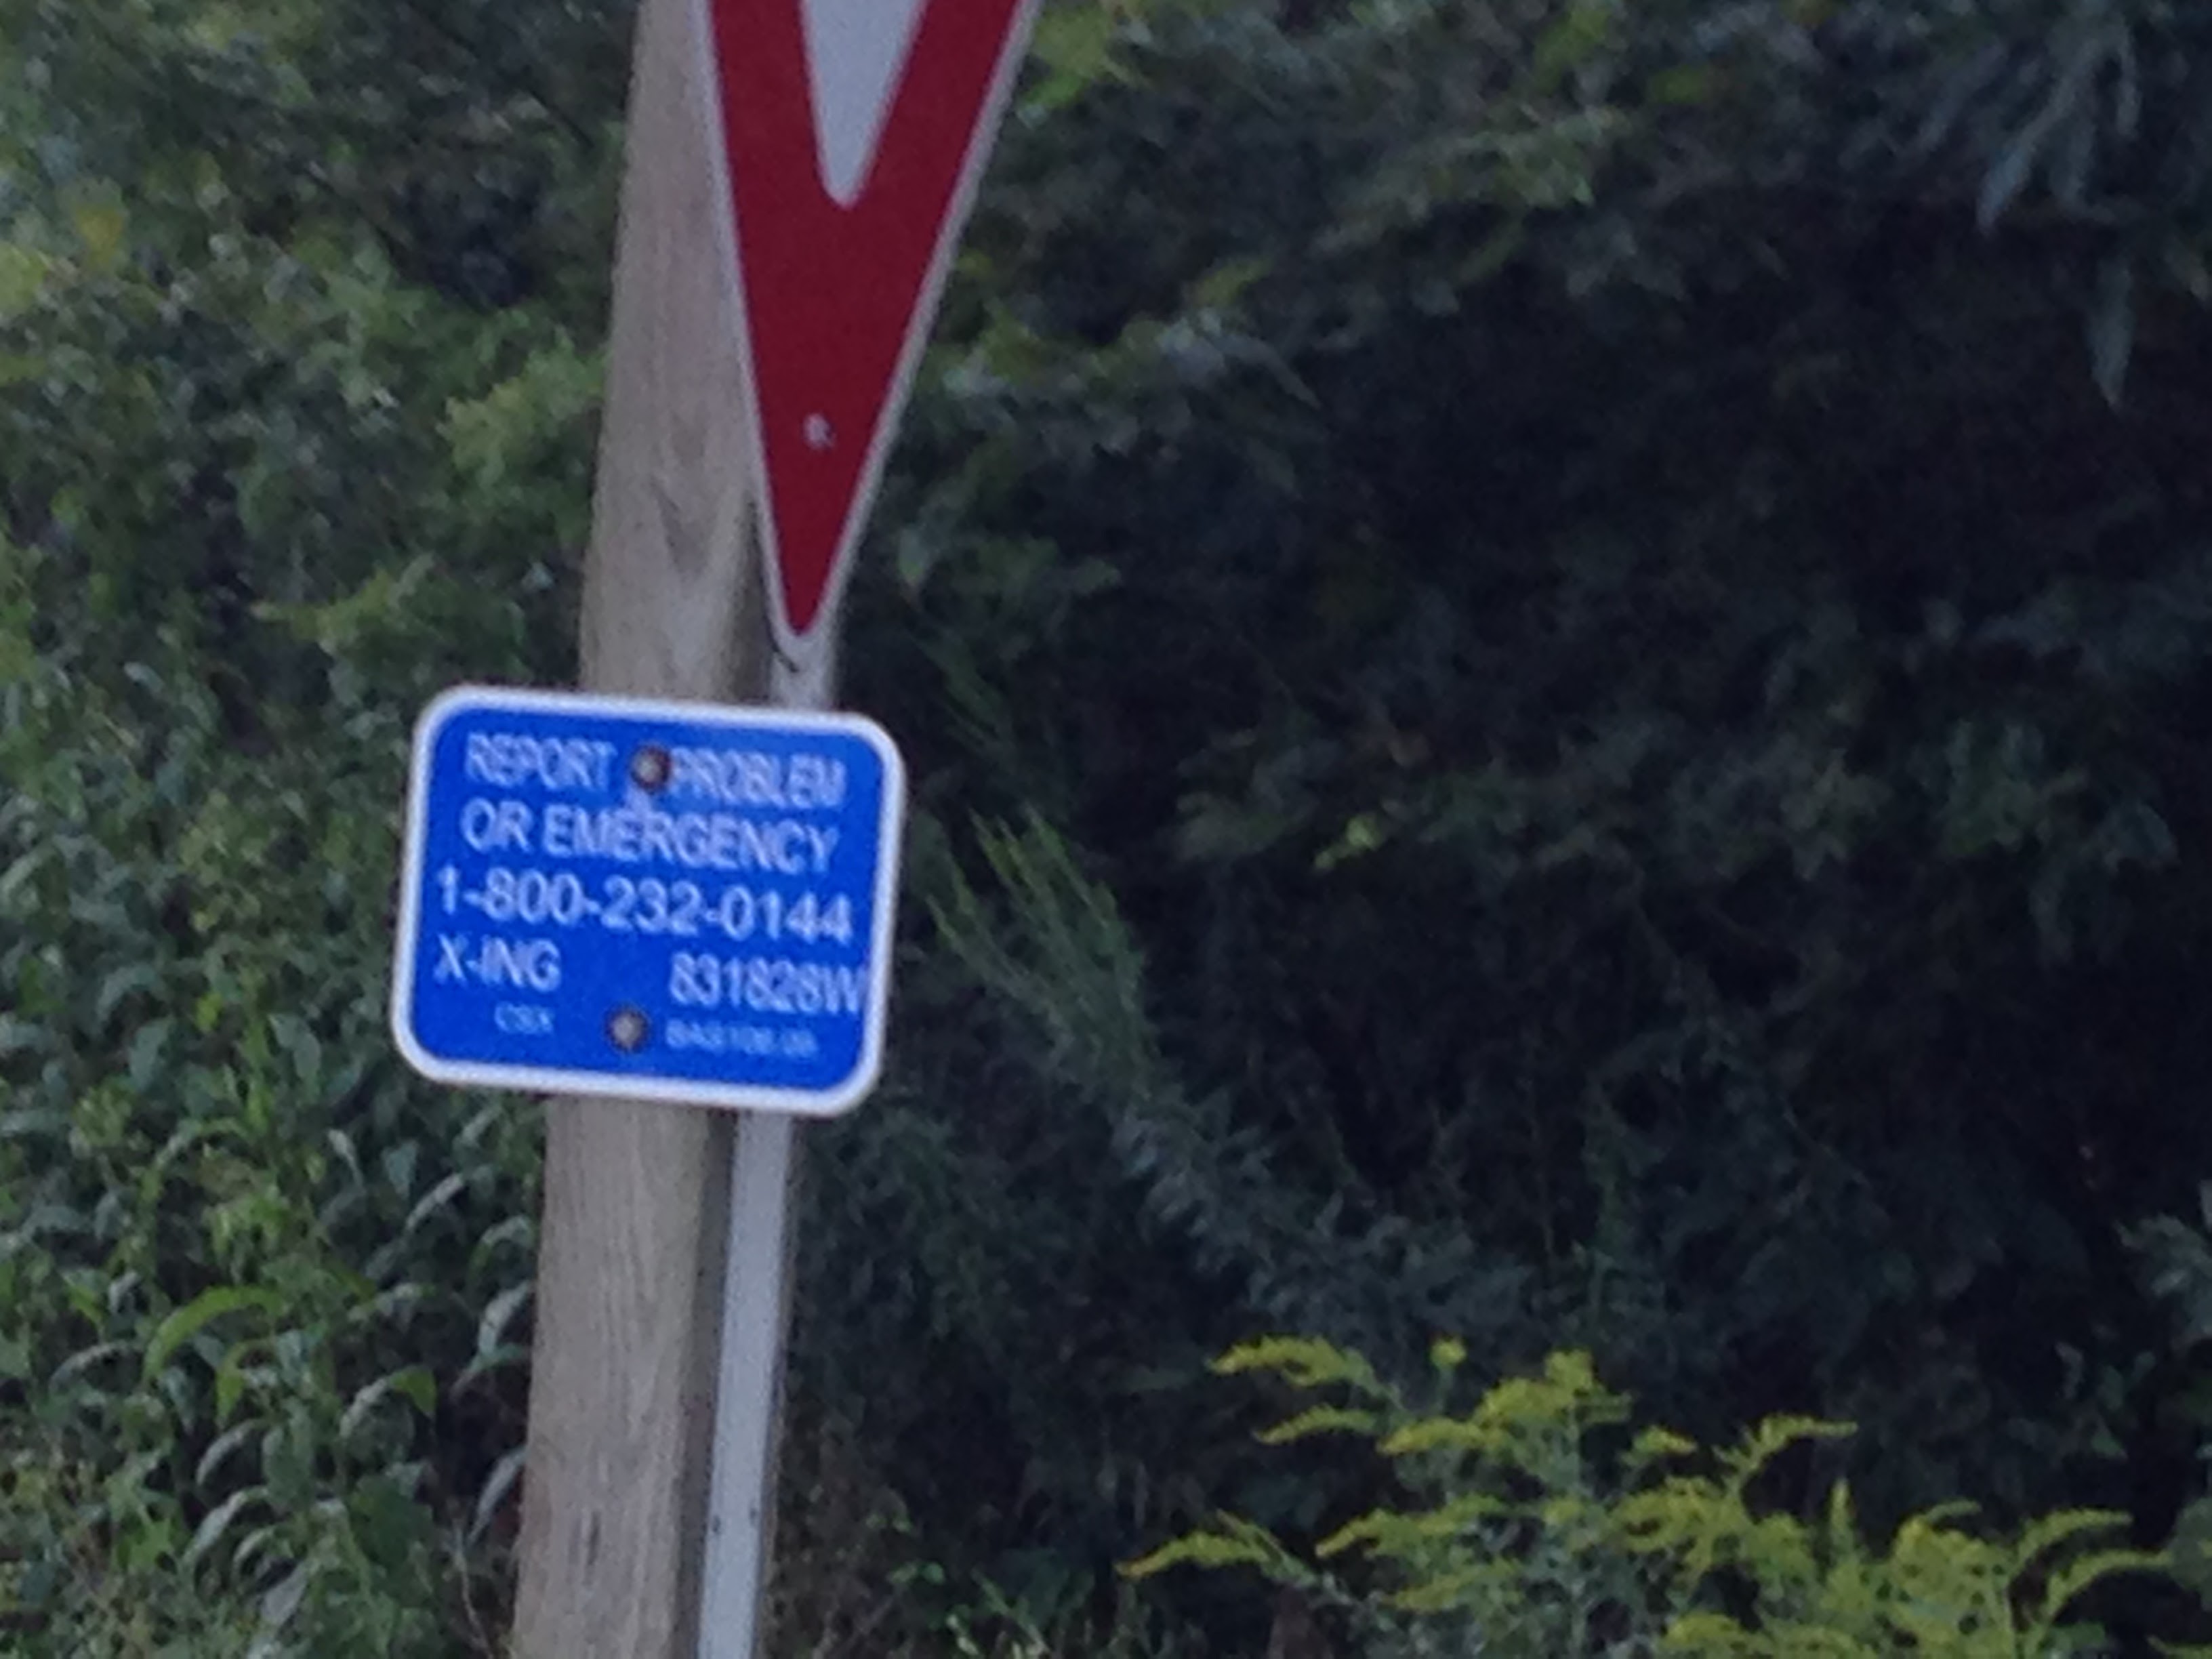 REPORT PROBLEM
OR EMERGENCY
1-800-232-0144
X-ING 831828W
CSX